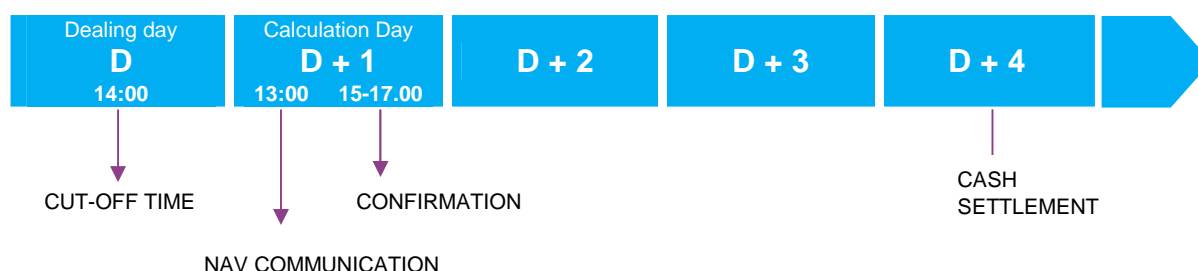 Dealing day
D
14:00
Calculation Day
D + 1
13:00 15-17.00
D + 2
D + 3
D + 4
CUT-OFF TIME
CONFIRMATION
CASH
SETTLEMENT
NAV COMMUNICATION